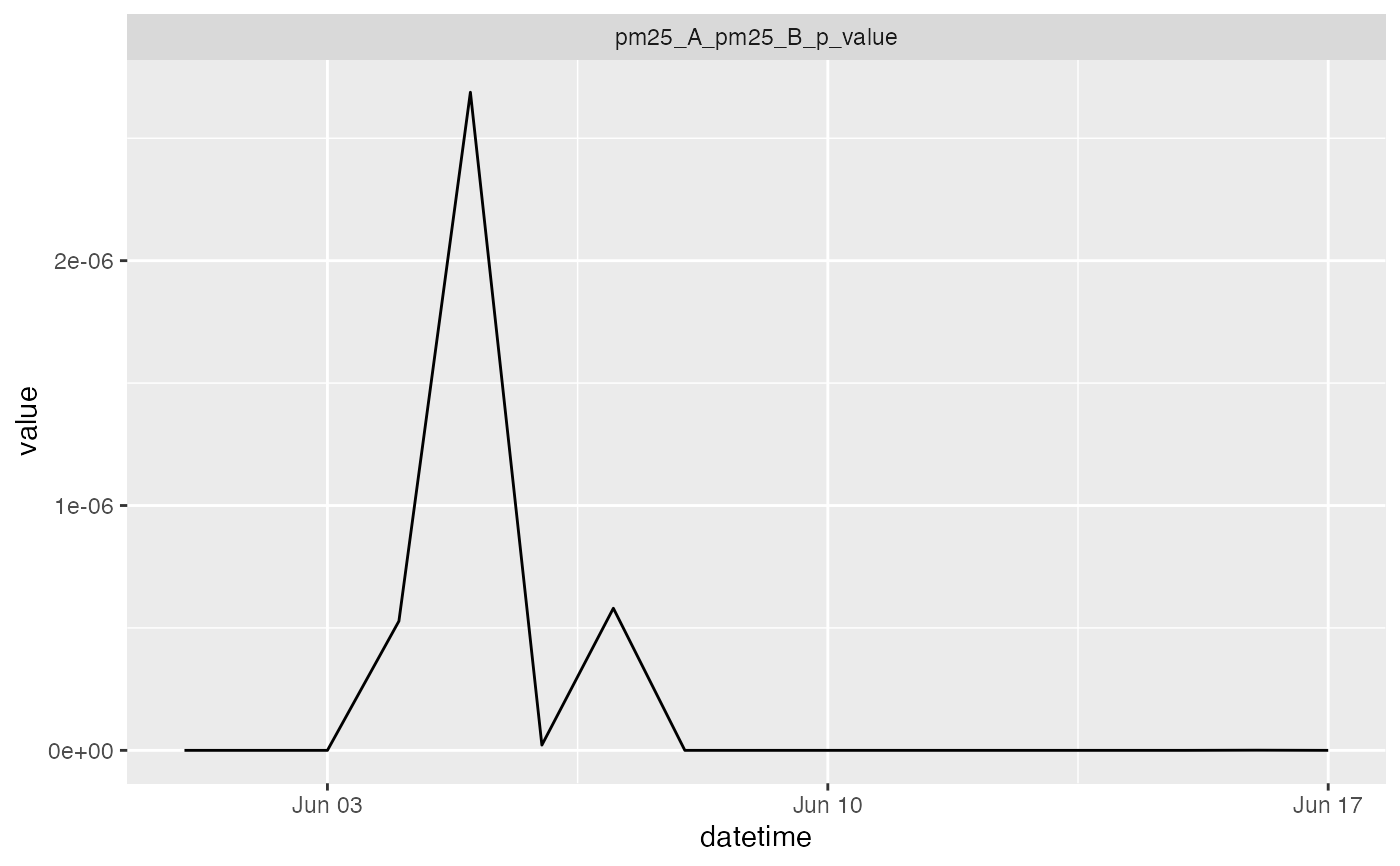 pm25_A_pm25_B_p_value
value
2e-06
1e-06
0e+00
Jun 03
Jun 10
Jun 17
datetime